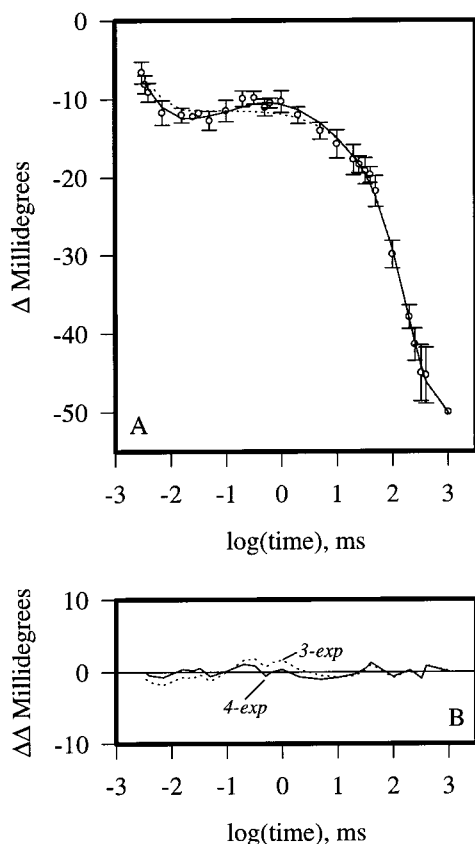 0
-10
-20
-30
-40
-50
Δ Millidegrees
A
-3 -2 -1 0 1 2 3
log(time), ms
10
0
-10
ΔΔ Millidegrees
3-exp
4-exp
B
-3 -2 -1 0 1 2 3
log(time), ms